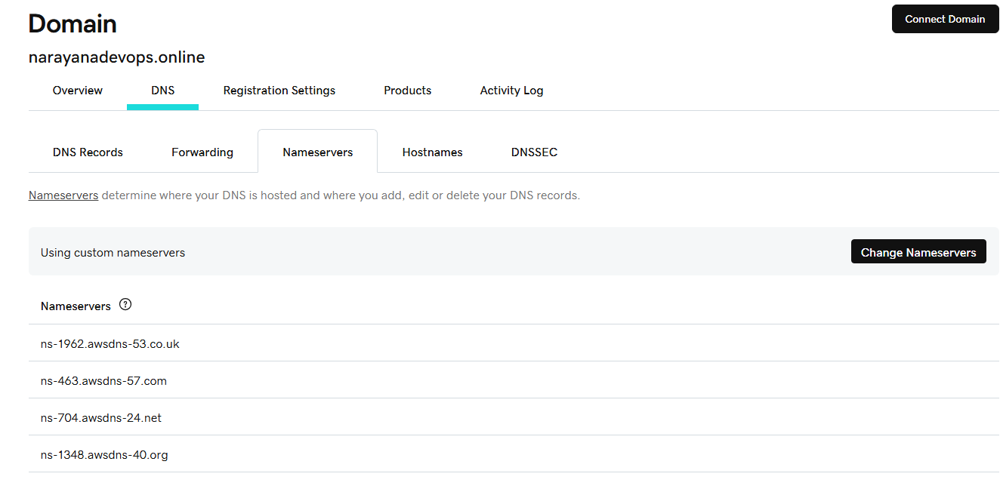 Domain
Connect Domain
narayanadevops.online
Overview DNS Registration Settings Products Activity Log
DNS Records Forwarding Nameservers Hostnames DNSSEC
Nameservers determine where your DNS is hosted and where you add, edit or delete your DNS records.
Using custom nameservers
Change Nameservers
Nameservers ?
ns-1962.awsdns-53.co.uk
ns-463.awsdns-57.com
ns-704.awsdns-24.net
ns-1348.awsdns-40.org